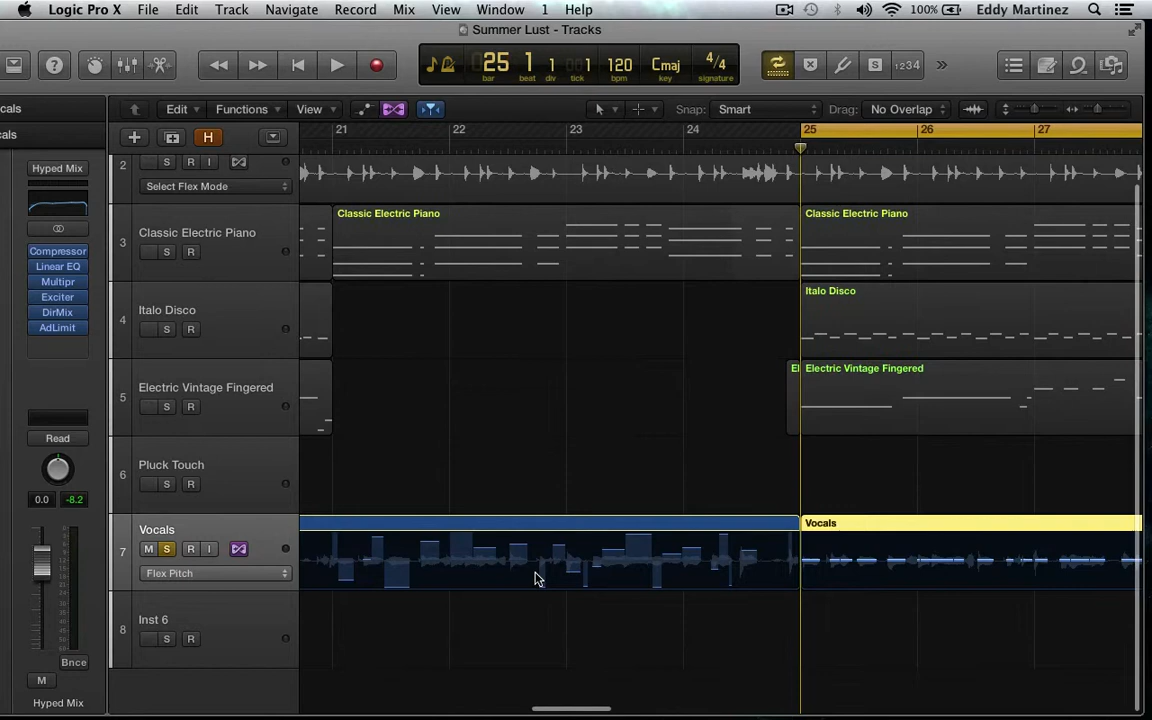 Logic Pro X File Edit Track Navigate Record Mix View Window 1 Help 100% Eddy Martinez
Summer Lust - Tracks
25 1 1 1 120 Cmaj 4/4
bar beat div tick bpm key signature
S 1234
cals
Edit Functions View Snap: Smart Drag: No Overlap
cals
H
21 22 23 24 25 26 27
Hyped Mix
2 S R I
Select Flex Mode
Classic Electric Piano Classic Electric Piano
3 Classic Electric Piano
S R
Compressor
Linear EQ
Multipr
Exciter
DirMix
AdLimit
Italo Disco
4 Italo Disco
S R
Electric Vintage Fingered
El Electric Vintage Fingered
5
S R
Read
Pluck Touch
6
S R
0.0 -8.2
Vocals
Vocals
7 M S R I
Flex Pitch
Inst 6
8
S R
Bnce
M
Hyped Mix